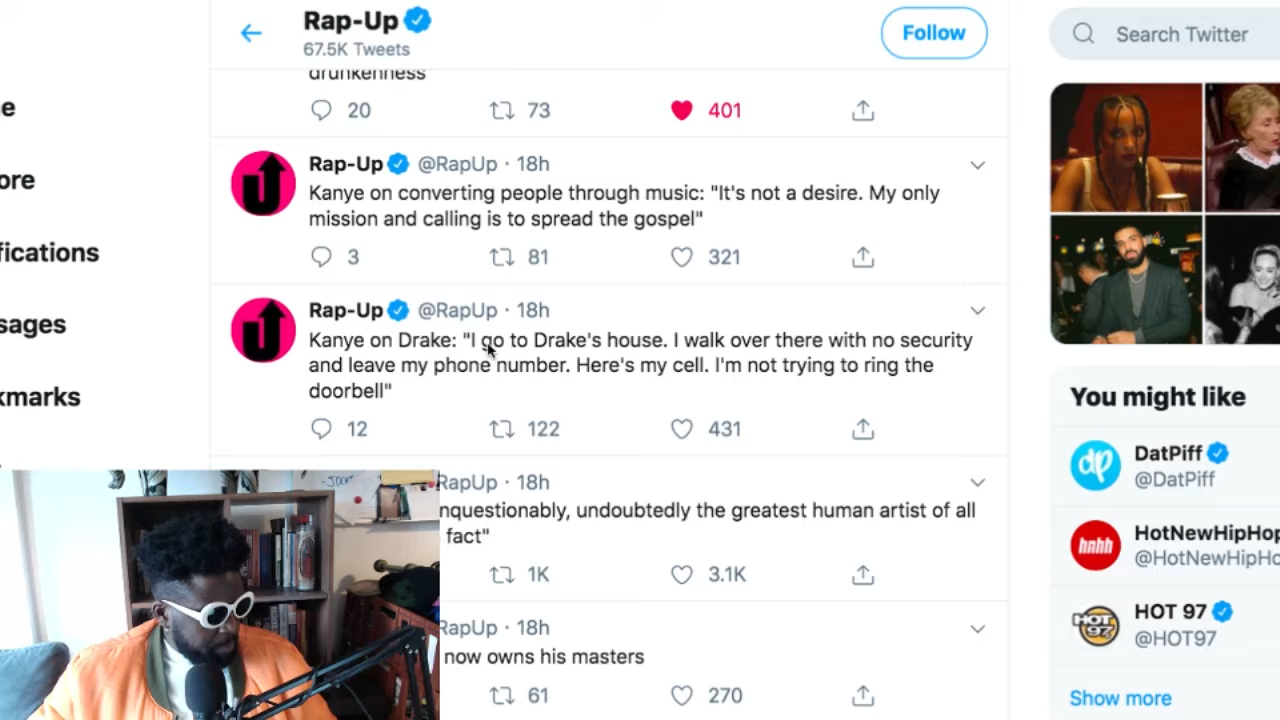 Rap-Up
67.5K Tweets
Follow
Search Twitter
drunkenness
20 73 401
Rap-Up @RapUp · 18h
Kanye on converting people through music: "It's not a desire. My only
mission and calling is to spread the gospel"
3 81 321
Rap-Up @RapUp · 18h
Kanye on Drake: "I go to Drake's house. I walk over there with no security
and leave my phone number. Here's my cell. I'm not trying to ring the
doorbell"
12 122 431
RapUp · 18h
nquestionably, undoubtedly the greatest human artist of all
fact"
1K 3.1K
RapUp · 18h
now owns his masters
61 270
e
ore
fications
sages
kmarks
You might like
dp
DatPiff
@DatPiff
hnhh
HotNewHipHop
@HotNewHipHo
HOT 97
HOT 97
@HOT97
Show more